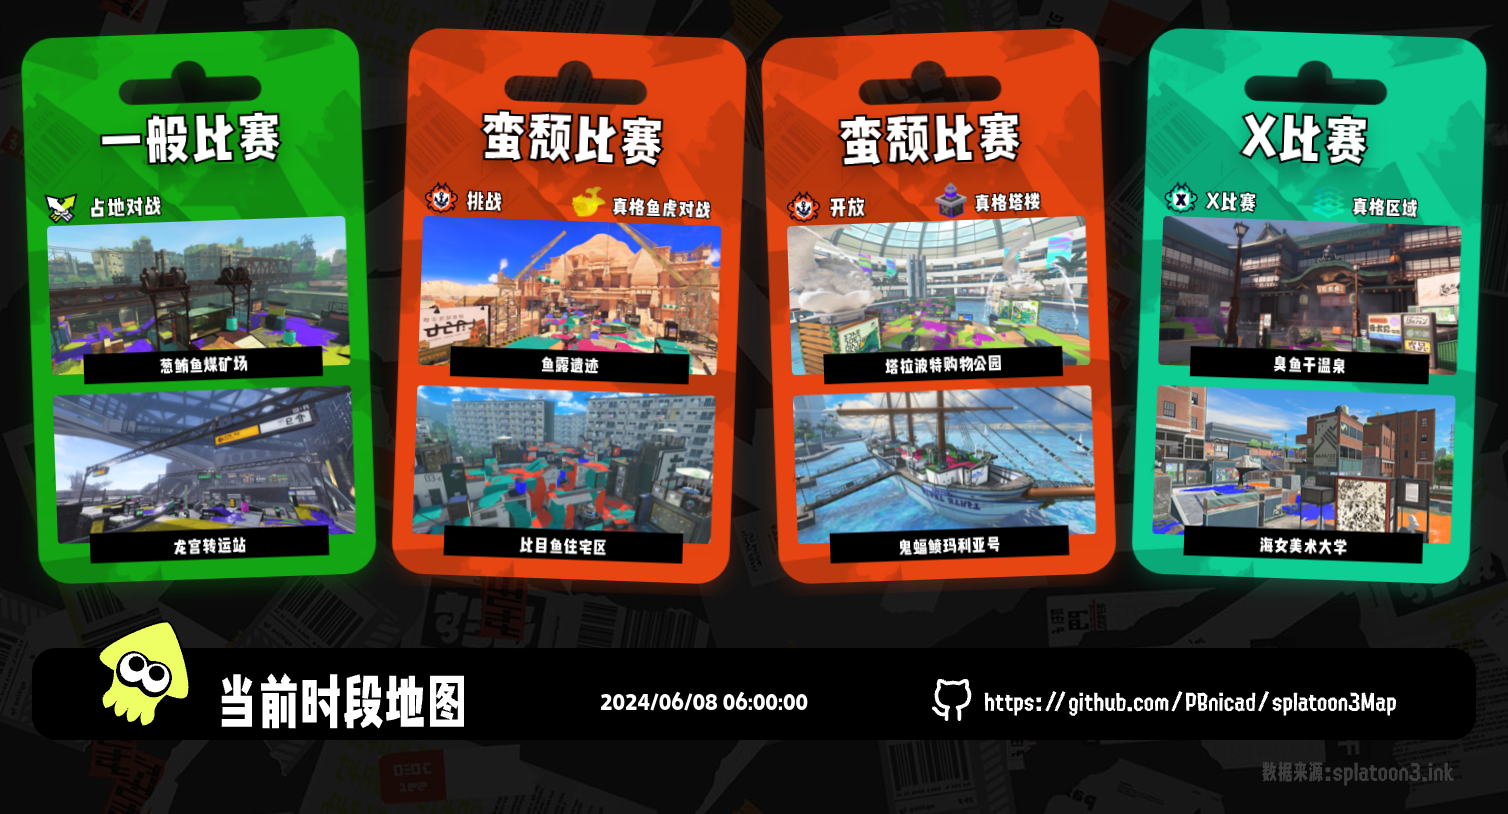 一般比赛
占地对战
葱鲔鱼煤矿场
龙宫转运站
蛮颓比赛
挑战
真格鱼虎对战
鱼露遗迹
比目鱼住宅区
蛮颓比赛
开放
真格塔楼
塔拉波特购物公园
鬼蝠鲼玛利亚号
X比赛
X比赛
真格区域
臭鱼干温泉
海女美术大学
当前时段地图
2024/06/08 06:00:00
https://github.com/PBnicad/splatoon3Map
数据来源:splatoon3.ink